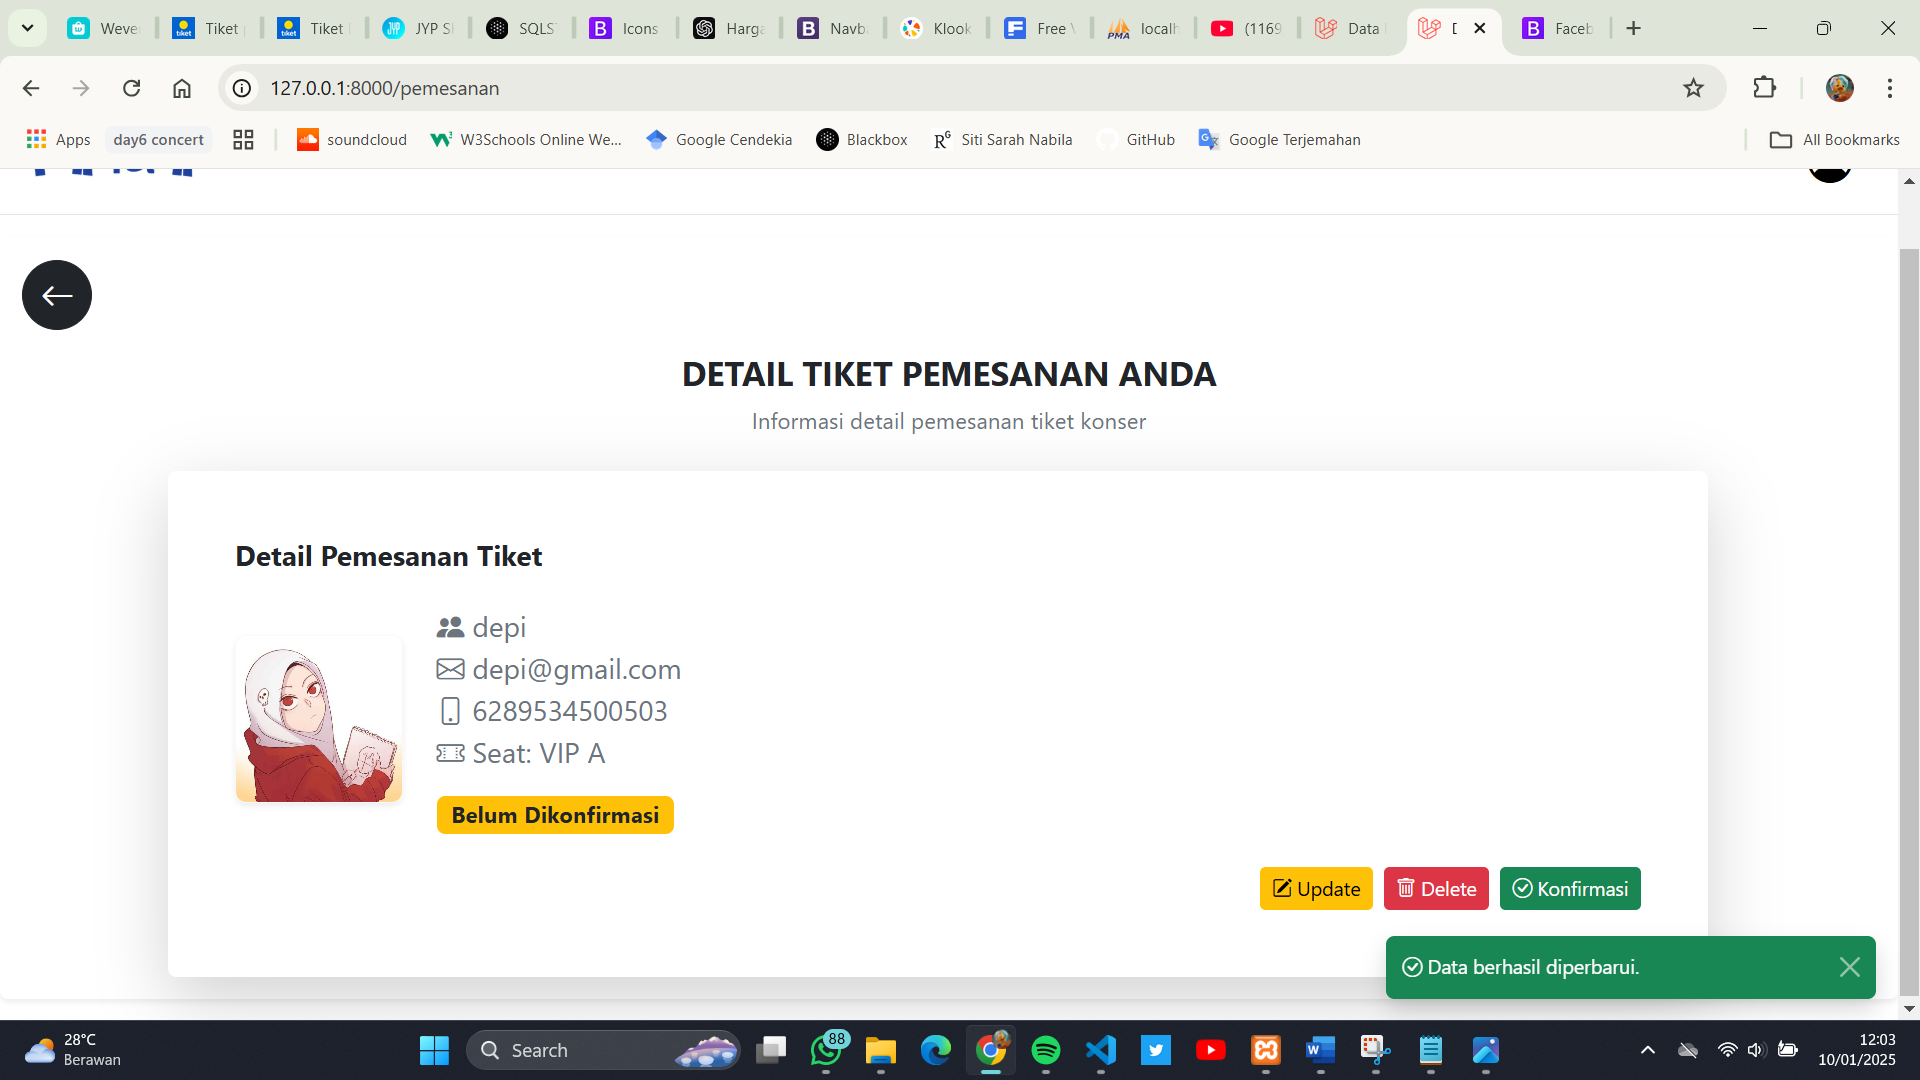 Weve
Tiket
Tiket
JYP S
SQLS
Icons
Harga
Navb
Klook
Free
localh
(1169
Data
Faceb
127.0.0.1:8000/pemesanan
Apps
day6 concert
soundcloud
W3Schools Online We...
Google Cendekia
Blackbox
Siti Sarah Nabila
GitHub
Google Terjemahan
All Bookmarks
DETAIL TIKET PEMESANAN ANDA
Informasi detail pemesanan tiket konser
Detail Pemesanan Tiket
depi
depi@gmail.com
6289534500503
Seat: VIP A
Belum Dikonfirmasi
Update
Delete
Konfirmasi
Data berhasil diperbarui.
28°C
Berawan
Search
88
12:03
10/01/2025